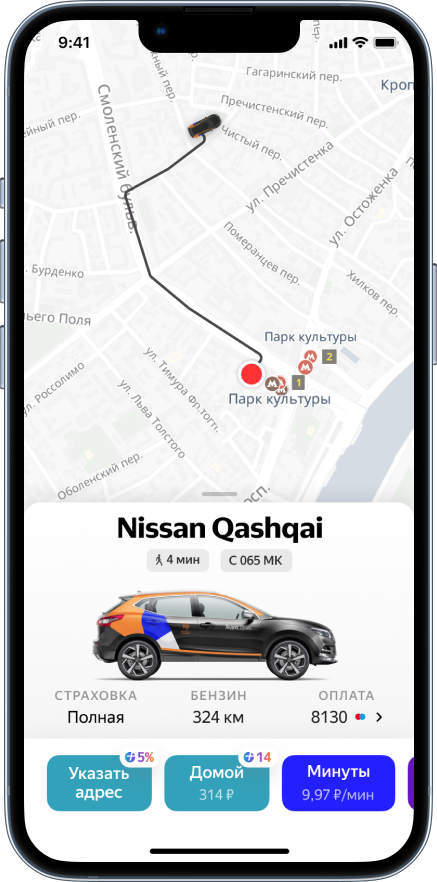 9:41
Гагаринский пер.
Кроп
Пречистенский пер.
Чистый пер.
ейный пер.
Смоленский бульв.
ул. Пречистенка
ул. Остоженка
Померанцев пер.
Хилков пер.
. Бурденко
ьего Поля
Парк культуры
2
1
Парк культуры
ул. Россолимо
ул. Тимура Фрунзе
ул. Льва Толстого
Оболенский пер.
осп.
Nissan Qashqai
4 мин
С 065 МК
СТРАХОВКА
БЕНЗИН
ОПЛАТА
Полная
324 км
8130
5%
14
Указать
адрес
Домой
314 ₽
Минуты
9,97 ₽/мин